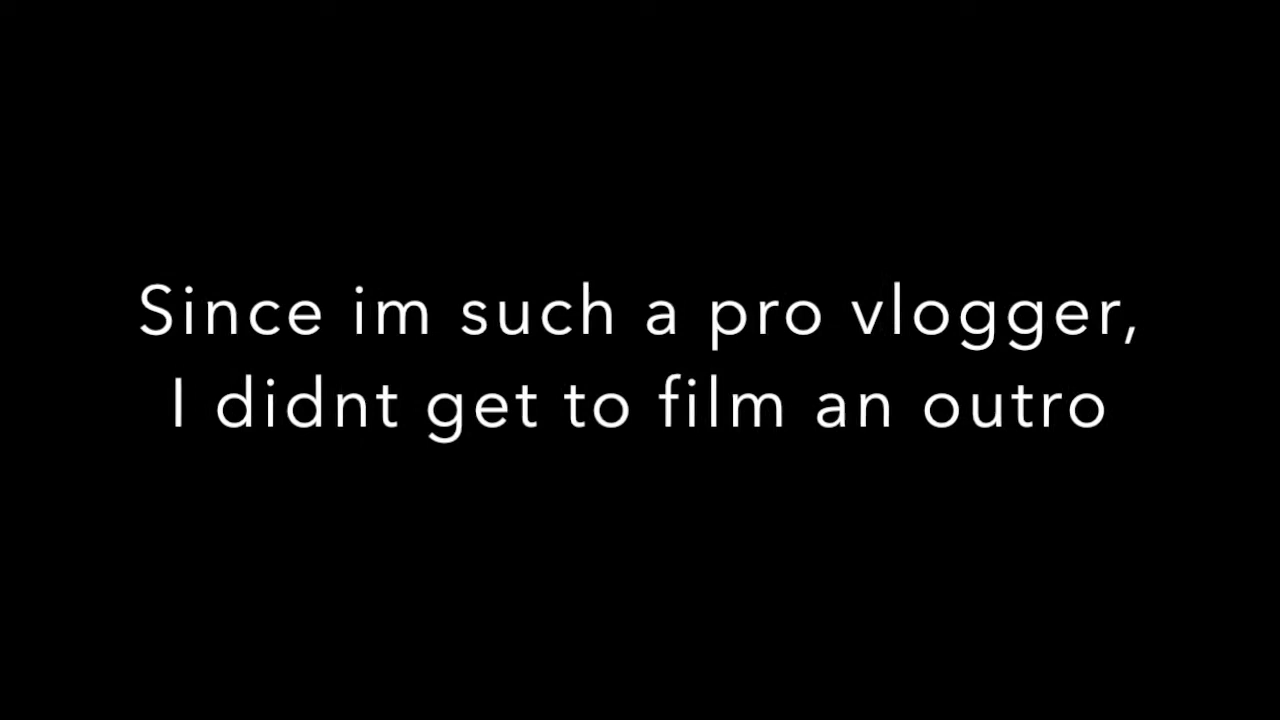 Since im such a pro vlogger,
I didnt get to film an outro